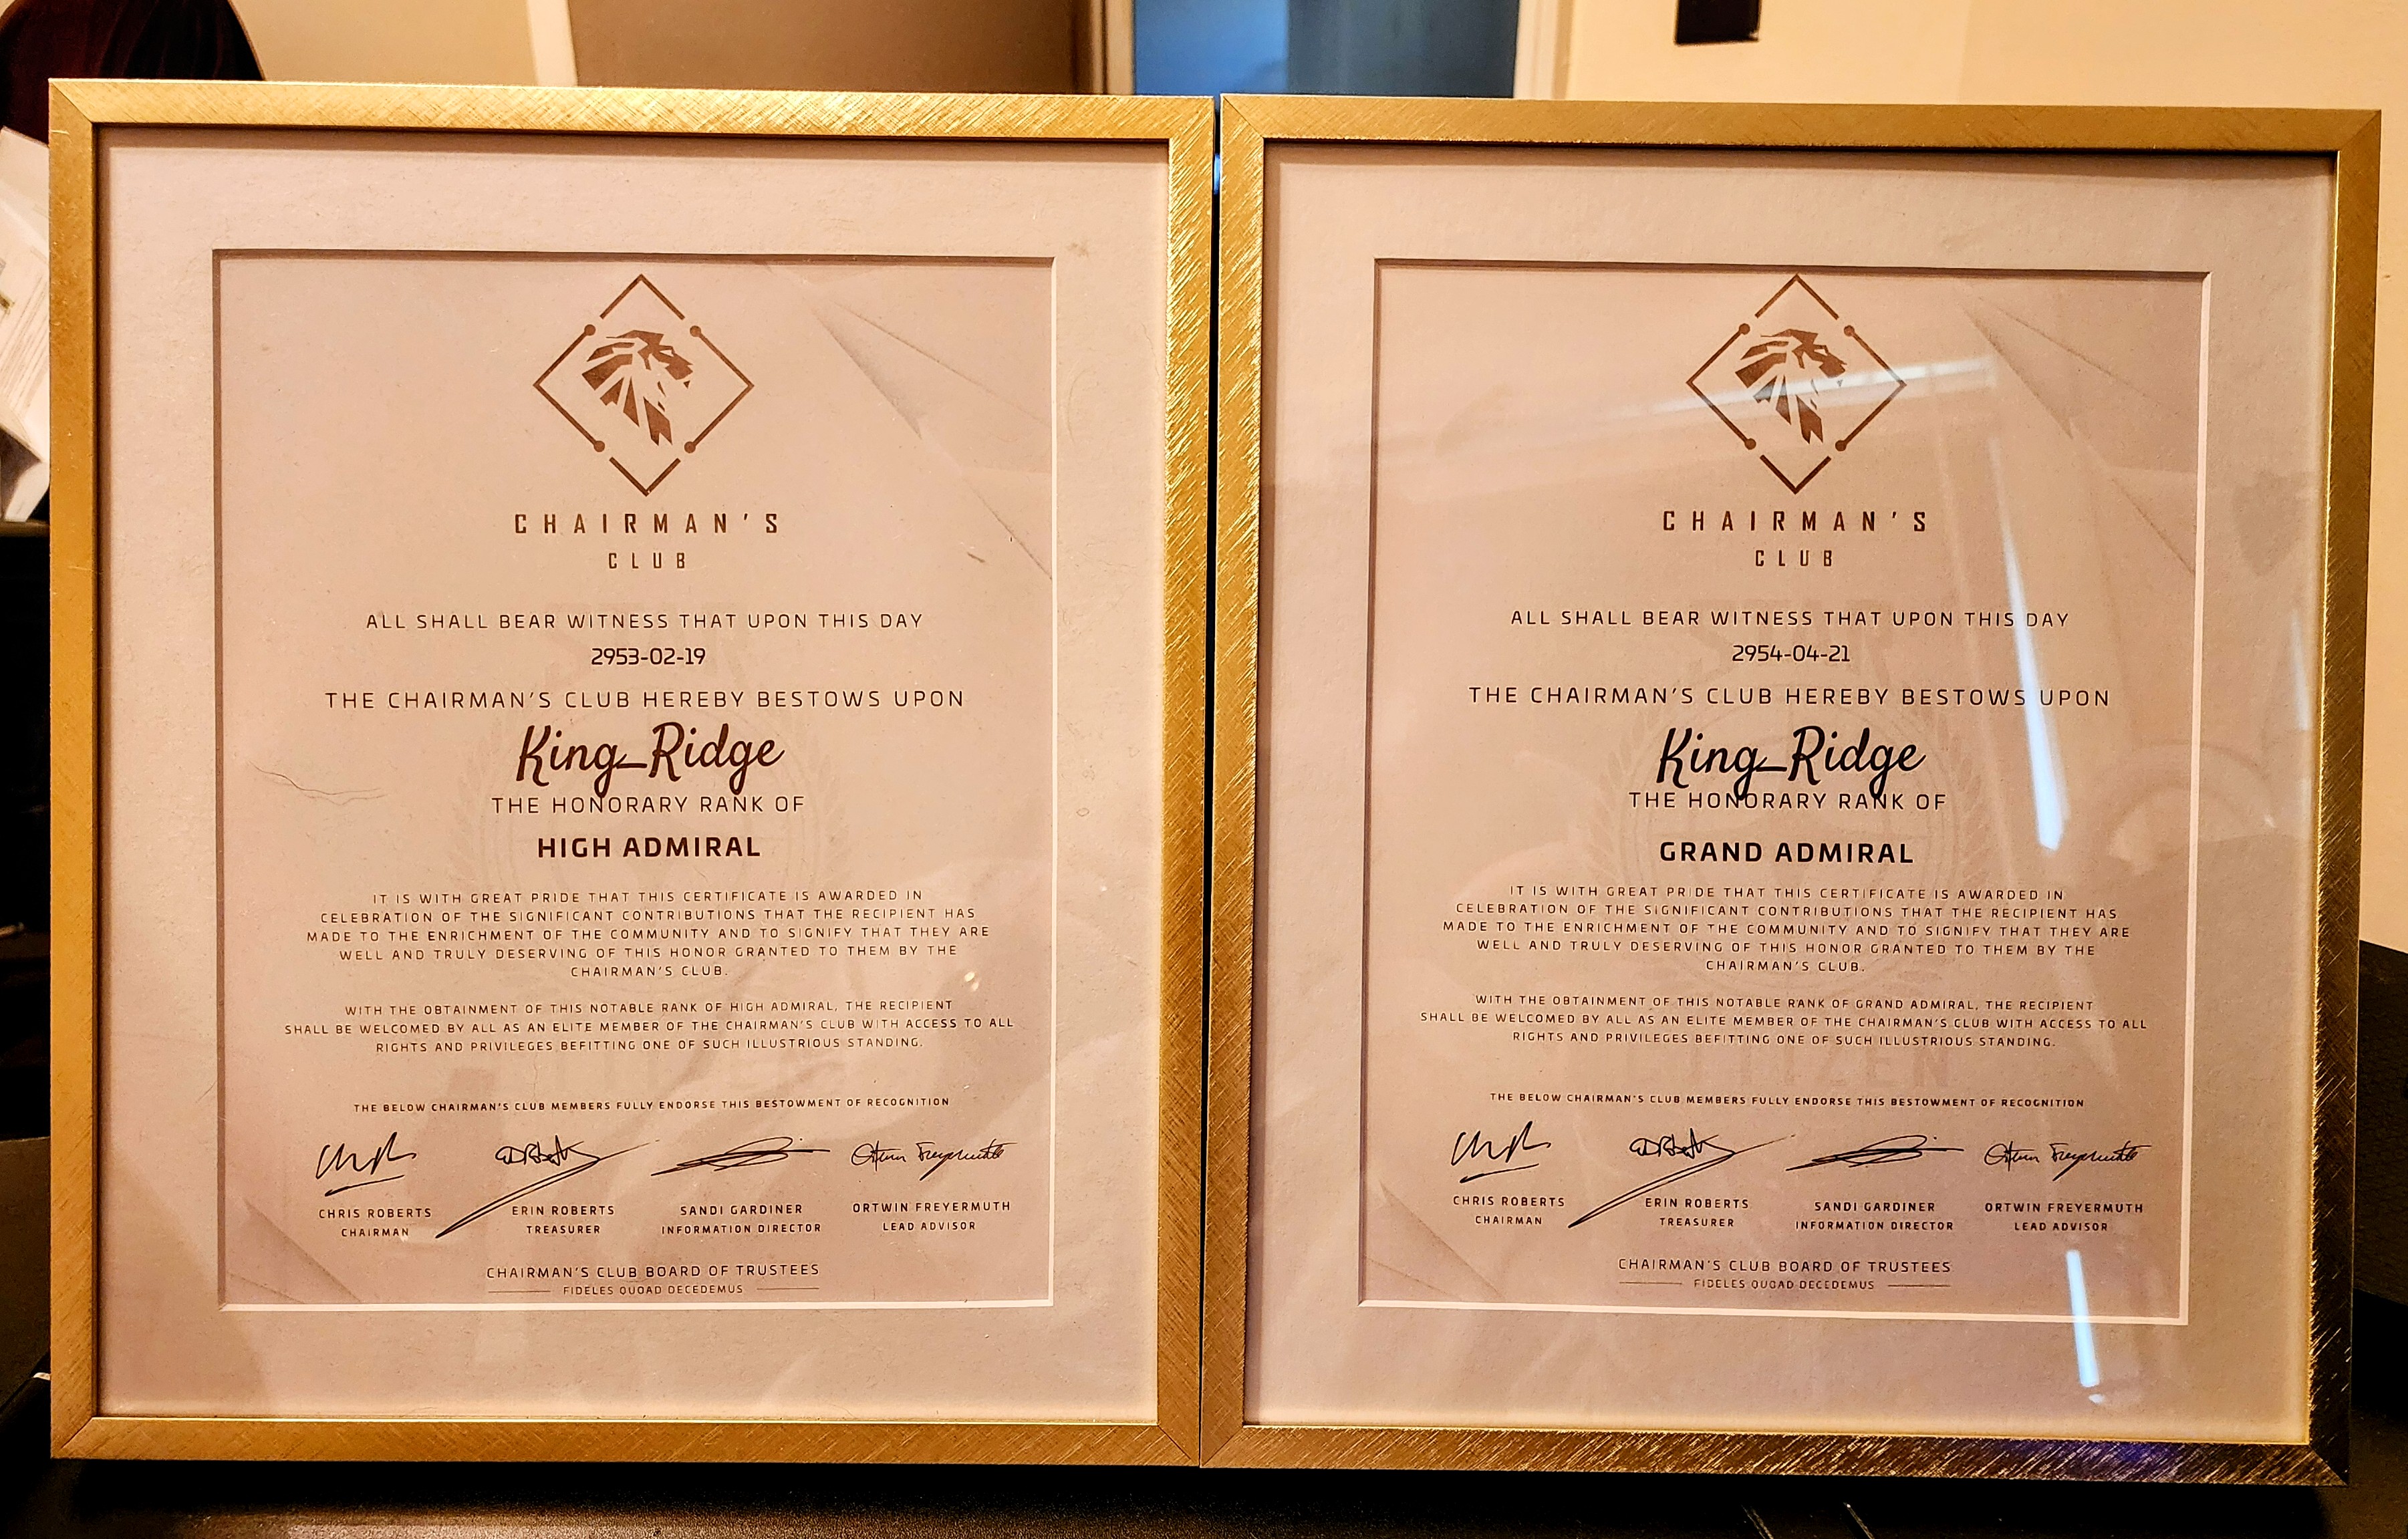 CHAIRMAN'S
CLUB
ALL SHALL BEAR WITNESS THAT UPON THIS DAY
2953-02-19
THE CHAIRMAN'S CLUB HEREBY BESTOWS UPON
King_Ridge
THE HONORARY RANK OF
HIGH ADMIRAL
IT IS WITH GREAT PRIDE THAT THIS CERTIFICATE IS AWARDED IN
CELEBRATION OF THE SIGNIFICANT CONTRIBUTIONS THAT THE RECIPIENT HAS
MADE TO THE ENRICHMENT OF THE COMMUNITY AND TO SIGNIFY THAT THEY ARE
WELL AND TRULY DESERVING OF THIS HONOR GRANTED TO THEM BY THE
CHAIRMAN'S CLUB.
WITH THE OBTAINMENT OF THIS NOTABLE RANK OF HIGH ADMIRAL, THE RECIPIENT
SHALL BE WELCOMED BY ALL AS AN ELITE MEMBER OF THE CHAIRMAN'S CLUB WITH ACCESS TO ALL
RIGHTS AND PRIVILEGES BEFITTING ONE OF SUCH ILLUSTRIOUS STANDING.
THE BELOW CHAIRMAN'S CLUB MEMBERS FULLY ENDORSE THIS BESTOWMENT OF RECOGNITION
Ortwin Freyermuth
CHRIS ROBERTS ERIN ROBERTS SANDI GARDINER ORTWIN FREYERMUTH
CHAIRMAN TREASURER INFORMATION DIRECTOR LEAD ADVISOR
CHAIRMAN'S CLUB BOARD OF TRUSTEES
FIDELES QUOAD DECEDEMUS
CHAIRMAN'S
CLUB
ALL SHALL BEAR WITNESS THAT UPON THIS DAY
2954-04-21
THE CHAIRMAN'S CLUB HEREBY BESTOWS UPON
King_Ridge
THE HONORARY RANK OF
GRAND ADMIRAL
IT IS WITH GREAT PRIDE THAT THIS CERTIFICATE IS AWARDED IN
CELEBRATION OF THE SIGNIFICANT CONTRIBUTIONS THAT THE RECIPIENT HAS
MADE TO THE ENRICHMENT OF THE COMMUNITY AND TO SIGNIFY THAT THEY ARE
WELL AND TRULY DESERVING OF THIS HONOR GRANTED TO THEM BY THE
CHAIRMAN'S CLUB.
WITH THE OBTAINMENT OF THIS NOTABLE RANK OF GRAND ADMIRAL, THE RECIPIENT
SHALL BE WELCOMED BY ALL AS AN ELITE MEMBER OF THE CHAIRMAN'S CLUB WITH ACCESS TO ALL
RIGHTS AND PRIVILEGES BEFITTING ONE OF SUCH ILLUSTRIOUS STANDING.
THE BELOW CHAIRMAN'S CLUB MEMBERS FULLY ENDORSE THIS BESTOWMENT OF RECOGNITION
Ortwin Freyermuth
CHRIS ROBERTS ERIN ROBERTS SANDI GARDINER ORTWIN FREYERMUTH
CHAIRMAN TREASURER INFORMATION DIRECTOR LEAD ADVISOR
CHAIRMAN'S CLUB BOARD OF TRUSTEES
FIDELES QUOAD DECEDEMUS